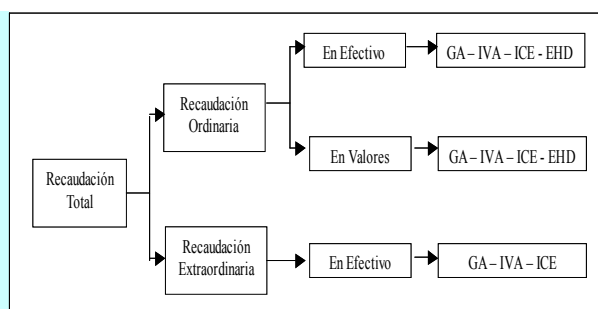 En Efectivo
GA – IVA – ICE - EHD
Recaudación
Ordinaria
En Valores
GA – IVA – ICE - EHD
Recaudación
Total
Recaudación
Extraordinaria
En Efectivo
GA – IVA – ICE